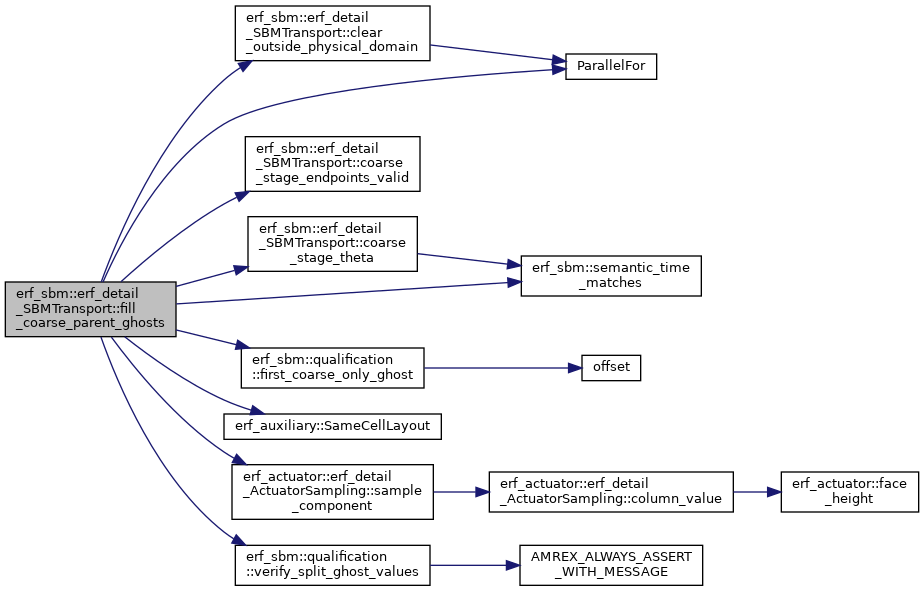 erf_sbm::erf_detail
_SBMTransport::clear
_outside_physical_domain
ParallelFor
erf_sbm::erf_detail
_SBMTransport::coarse
_stage_endpoints_valid
erf_sbm::erf_detail
_SBMTransport::coarse
_stage_theta
erf_sbm::semantic_time
_matches
erf_sbm::erf_detail
_SBMTransport::fill
_coarse_parent_ghosts
erf_sbm::qualification
::first_coarse_only_ghost
offset
erf_auxiliary::SameCellLayout
erf_actuator::erf_detail
_ActuatorSampling::sample
_component
erf_actuator::erf_detail
_ActuatorSampling::column_value
erf_actuator::face
_height
erf_sbm::qualification
::verify_split_ghost_values
AMREX_ALWAYS_ASSERT
_WITH_MESSAGE